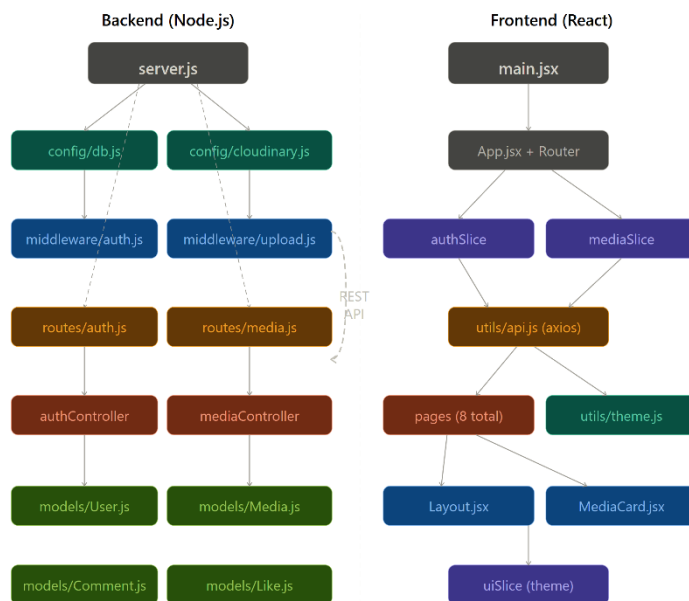 Backend (Node.js)
Frontend (React)
server.js
main.jsx
config/db.js
config/cloudinary.js
App.jsx + Router
middleware/auth.js
middleware/upload.js
authSlice
mediaSlice
REST
API
routes/auth.js
routes/media.js
utils/api.js (axios)
authController
mediaController
pages (8 total)
utils/theme.js
models/User.js
models/Media.js
Layout.jsx
MediaCard.jsx
models/Comment.js
models/Like.js
uiSlice (theme)